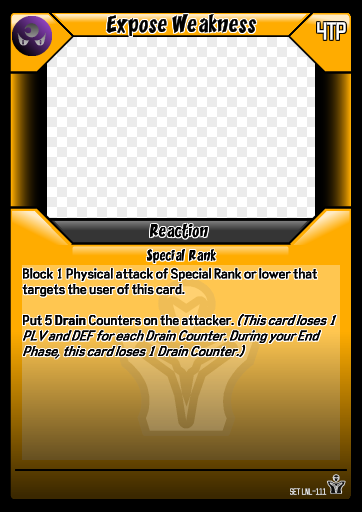 Expose Weakness
4TP
Reaction
Special Rank
Block 1 Physical attack of Special Rank or lower that
targets the user of this card.
Put 5 Drain Counters on the attacker. (This card loses 1
PLV and DEF for each Drain Counter. During your End
Phase, this card loses 1 Drain Counter.)
SET LNL-111